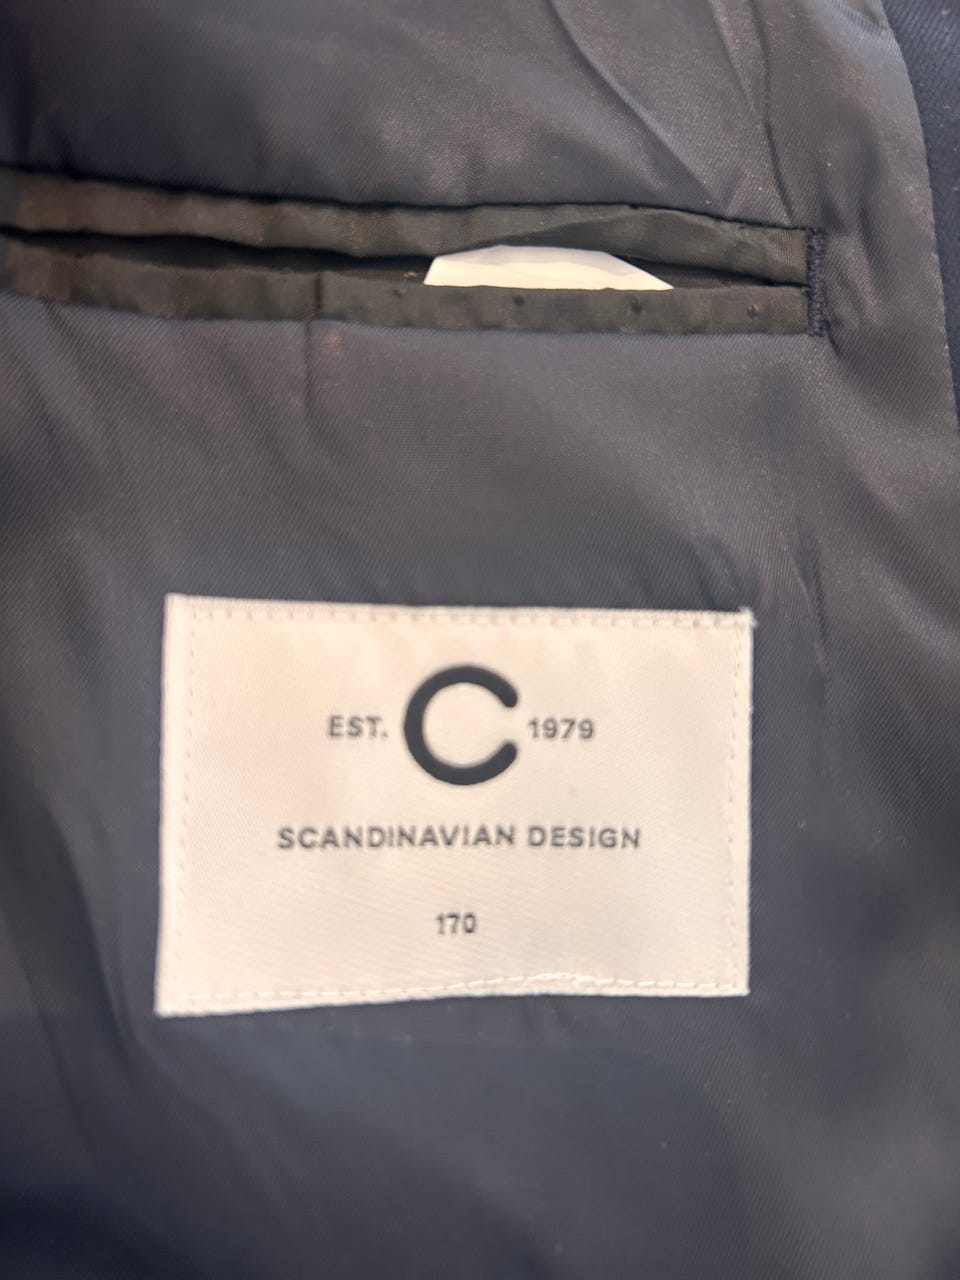 EST. C 1979
SCANDINAVIAN DESIGN
170